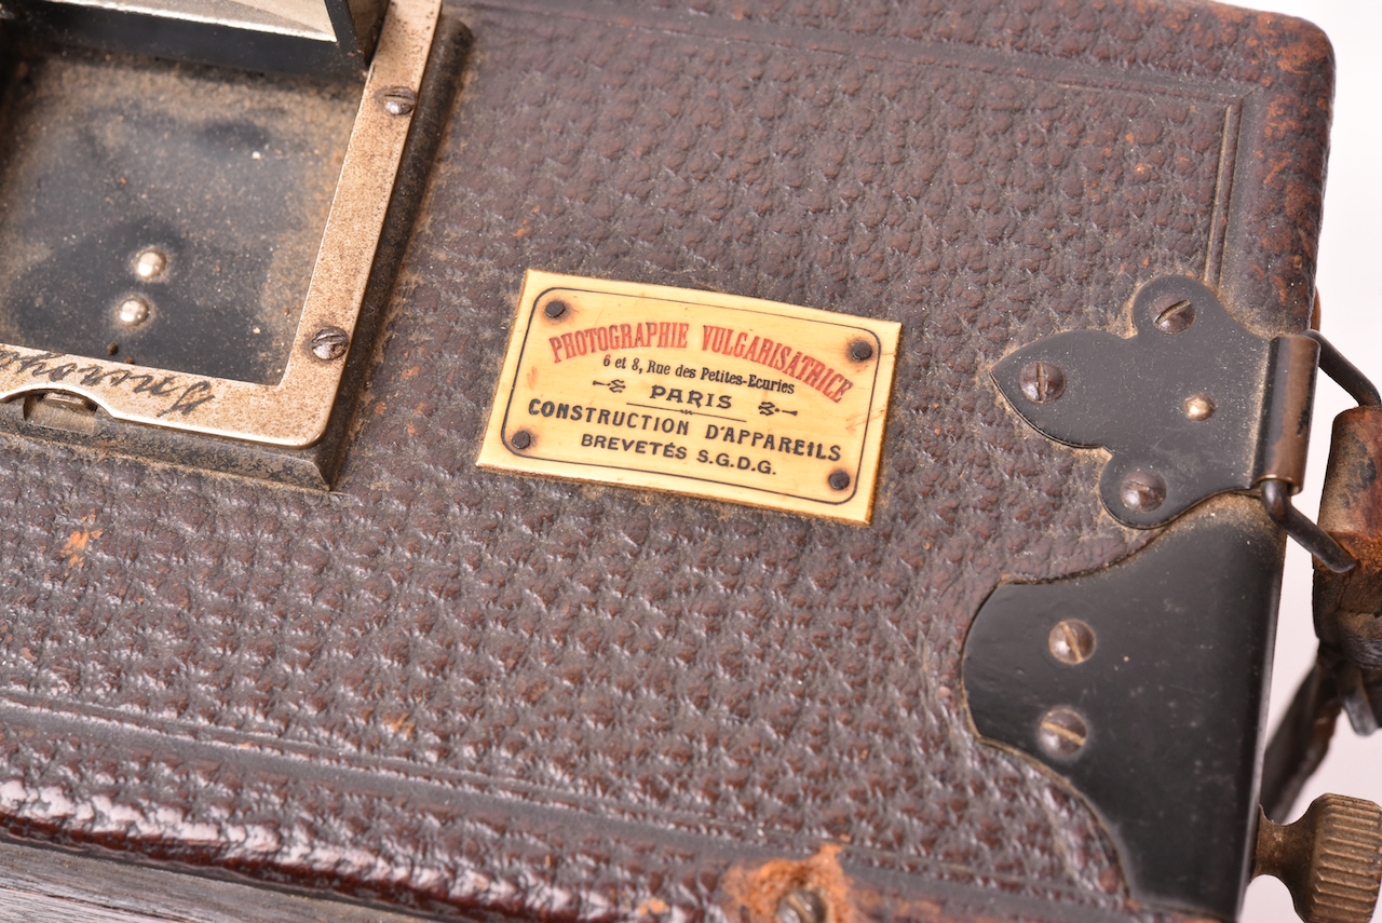 PHOTOGRAPHIE VULGARISATRICE
6 et 8, Rue des Petites-Ecuries
PARIS
CONSTRUCTION D'APPAREILS
BREVETÉS S.G.D.G.